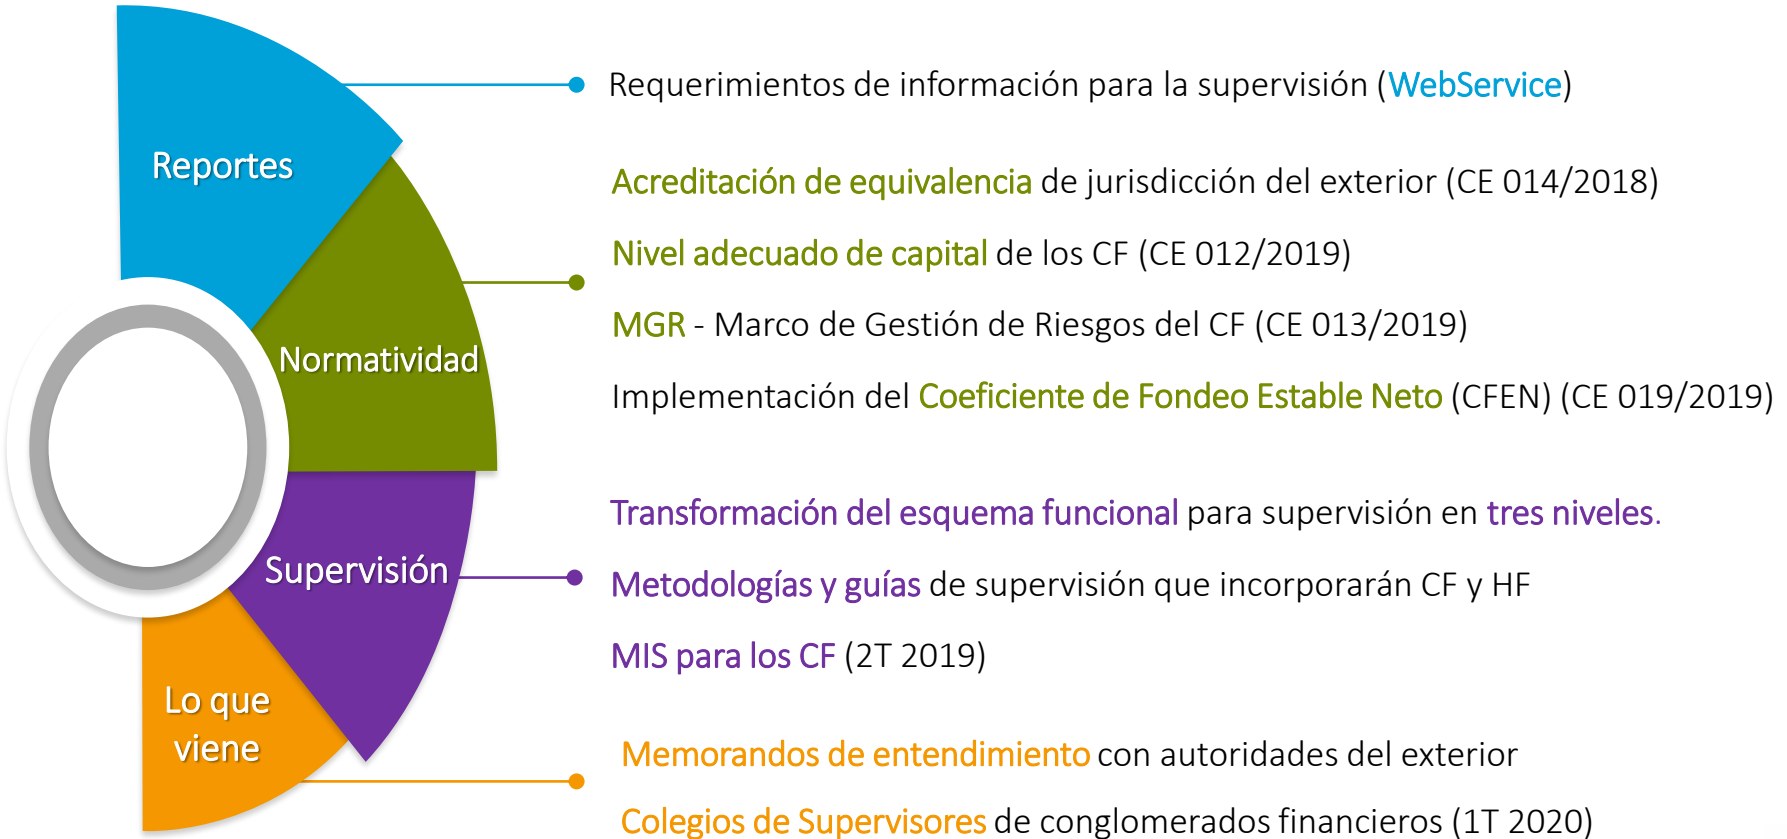 Reportes
Requerimientos de información para la supervisión (WebService)
Normatividad
Acreditación de equivalencia de jurisdicción del exterior (CE 014/2018)
Nivel adecuado de capital de los CF (CE 012/2019)
MGR - Marco de Gestión de Riesgos del CF (CE 013/2019)
Implementación del Coeficiente de Fondeo Estable Neto (CFEN) (CE 019/2019)
Supervisión
Transformación del esquema funcional para supervisión en tres niveles.
Metodologías y guías de supervisión que incorporarán CF y HF
MIS para los CF (2T 2019)
Lo que
viene
Memorandos de entendimiento con autoridades del exterior
Colegios de Supervisores de conglomerados financieros (1T 2020)